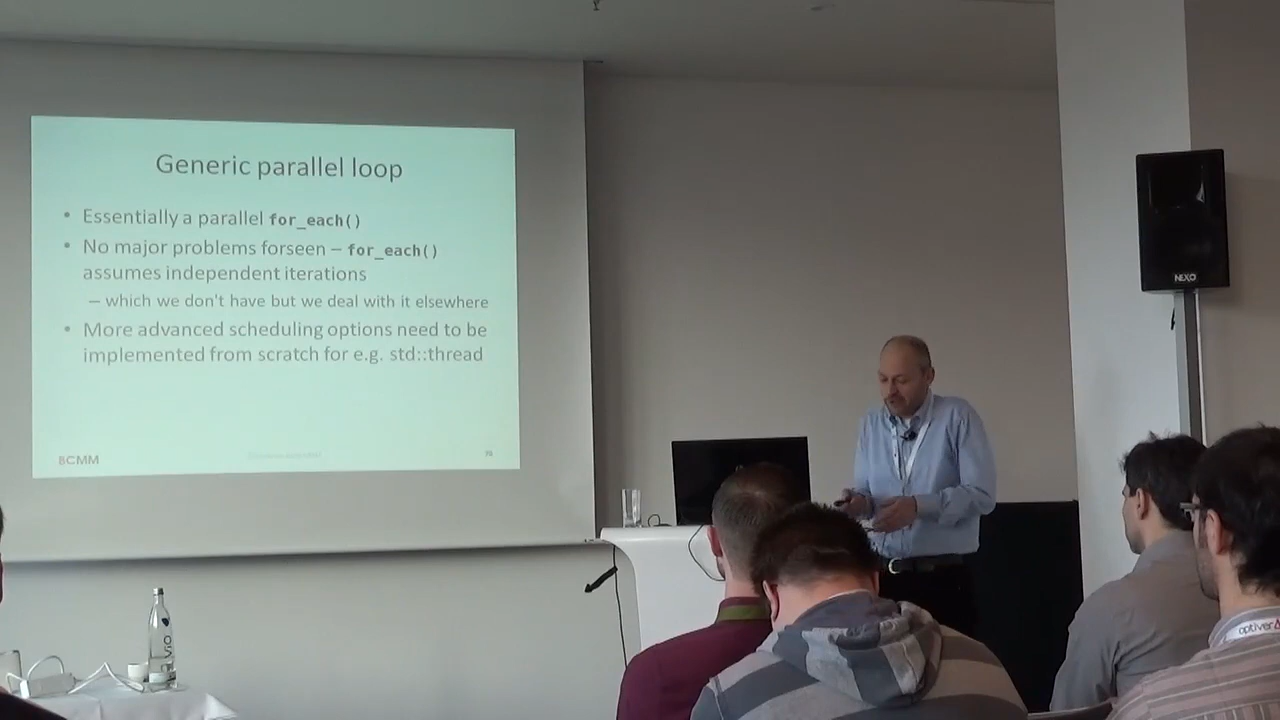 Generic parallel loop
• Essentially a parallel for_each()
• No major problems forseen – for_each()
assumes independent iterations
– which we don't have but we deal with it elsewhere
• More advanced scheduling options need to be
implemented from scratch for e.g. std::thread
BCMM
NEXO
optiver